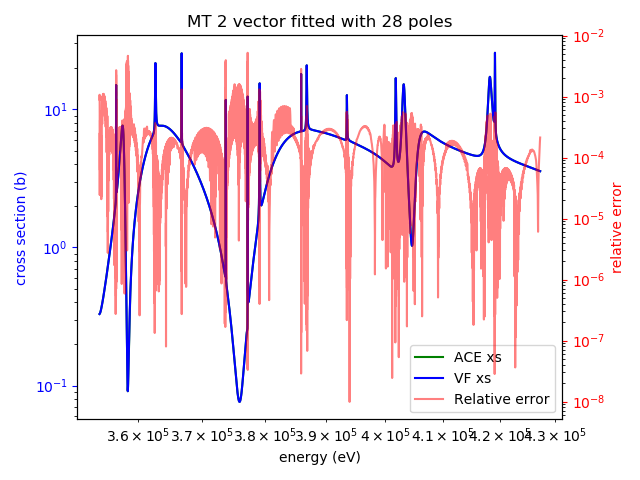 MT 2 vector fitted with 28 poles
10¹
10⁰
10⁻¹
cross section (b)
10⁻²
10⁻³
10⁻⁴
10⁻⁵
10⁻⁶
10⁻⁷
10⁻⁸
relative error
ACE xs
VF xs
Relative error
3.6 × 10⁵ 3.7 × 10⁵ 3.8 × 10⁵ 3.9 × 10⁵ 4 × 10⁵ 4.1 × 10⁵ 4.2 × 10⁵ 4.3 × 10⁵
energy (eV)